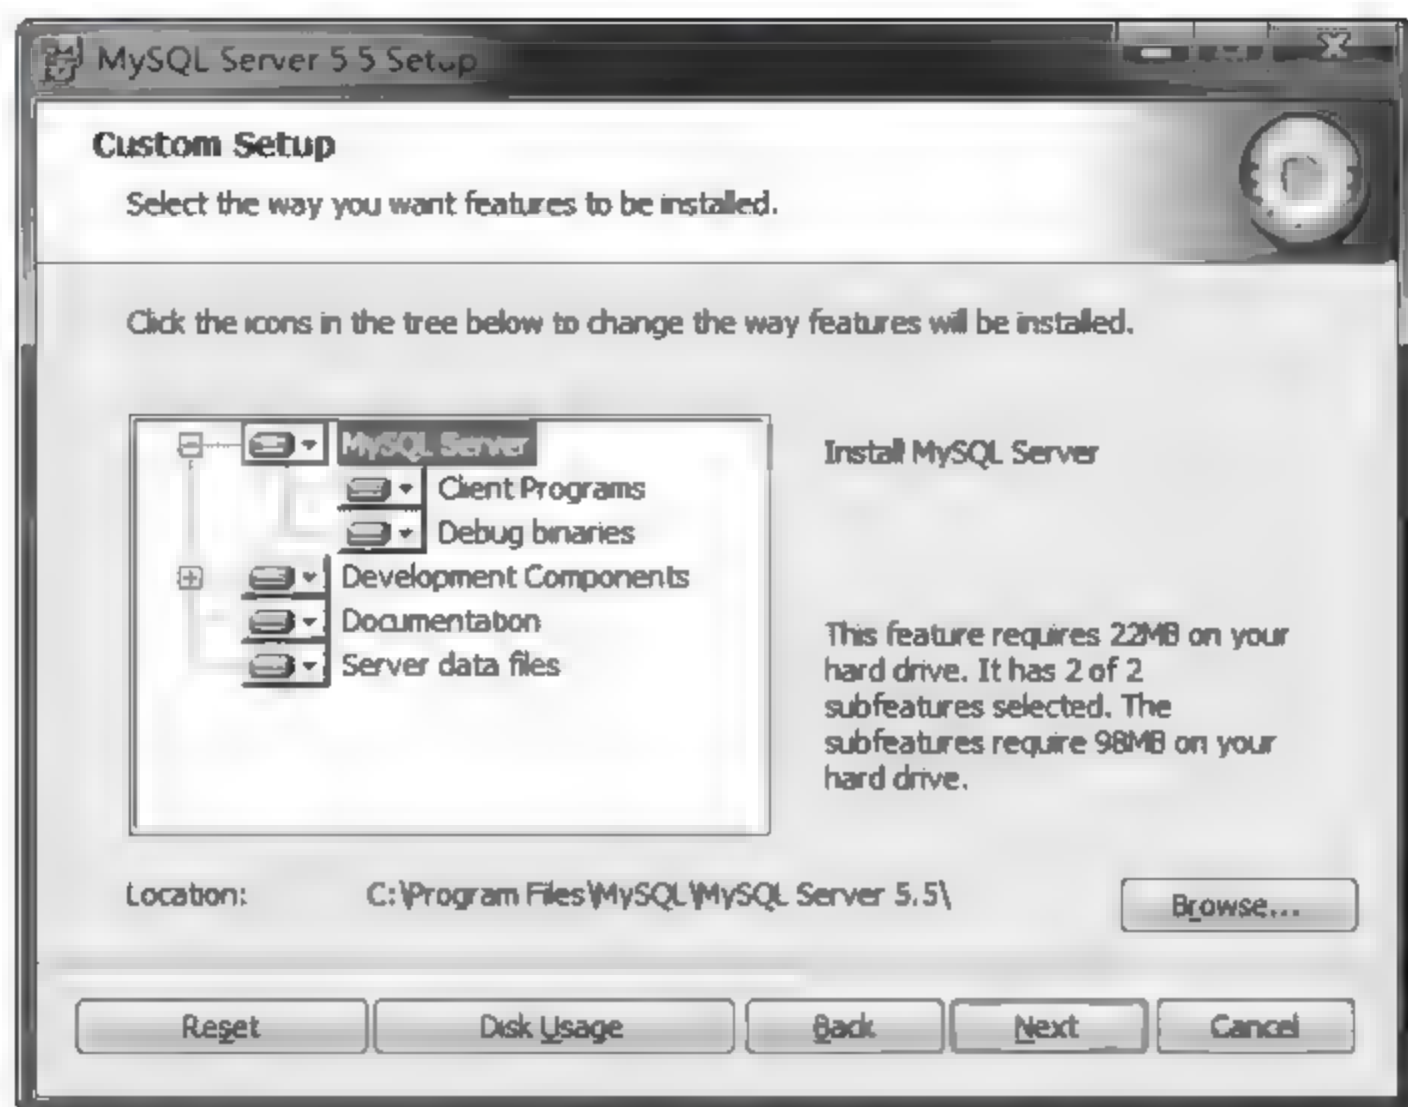 MySQL Server 5.5 Setup
Custom Setup
Select the way you want features to be installed.
Click the icons in the tree below to change the way features will be installed.
MySQL Server
Client Programs
Debug binaries
Development Components
Documentation
Server data files
Install MySQL Server
This feature requires 22MB on your
hard drive. It has 2 of 2
subfeatures selected. The
subfeatures require 98MB on your
hard drive.
Location: C:\Program Files\MySQL\MySQL Server 5.5\
Browse...
Reset Disk Usage Back Next Cancel